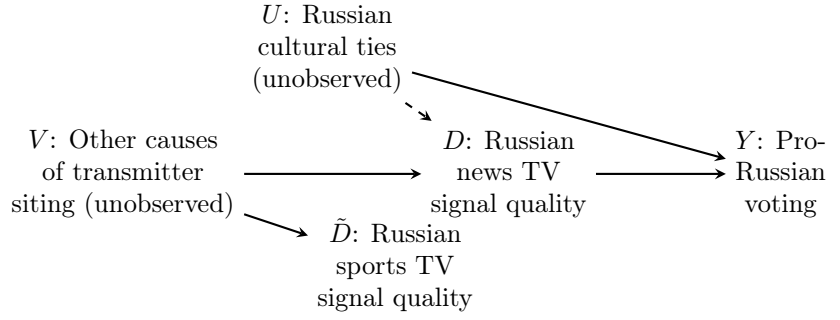 U: Russian
cultural ties
(unobserved)
V: Other causes
of transmitter
siting (unobserved)
D: Russian
news TV
signal quality
Y: Pro-
Russian
voting
D̃: Russian
sports TV
signal quality